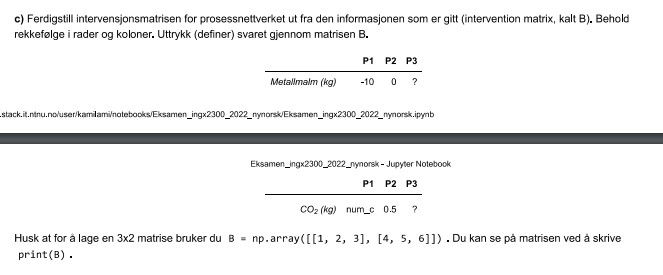 c) Ferdigstill intervensjonsmatrisen for prosessnettverket ut fra den informasjonen som er gitt (intervention matrix, kalt B). Behold
rekkefølge i rader og koloner. Uttrykk (definer) svaret gjennom matrisen B.
P1 P2 P3
Metallmalm (kg) -10 0 ?
.stack.it.ntnu.no/user/kamilami/notebooks/Eksamen_ingx2300_2022_nynorsk/Eksamen_ingx2300_2022_nynorsk.ipynb
Eksamen_ingx2300_2022_nynorsk - Jupyter Notebook
P1 P2 P3
CO₂ (kg) num_c 0.5 ?
Husk at for å lage en 3x2 matrise bruker du B = np.array([[1, 2, 3], [4, 5, 6]]) . Du kan se på matrisen ved å skrive
print(B) .